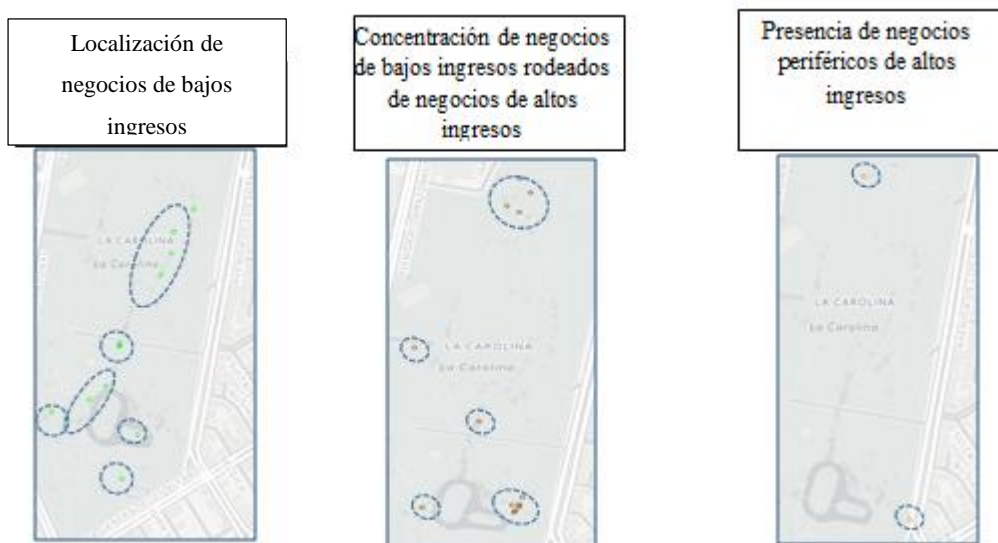 Localización de
negocios de bajos
ingresos
Concentración de negocios
de bajos ingresos rodeados
de negocios de altos
ingresos
Presencia de negocios
periféricos de altos
ingresos
LA CAROLINA
La Carolina
LA CAROLINA
La Carolina
LA CAROLINA
La Carolina